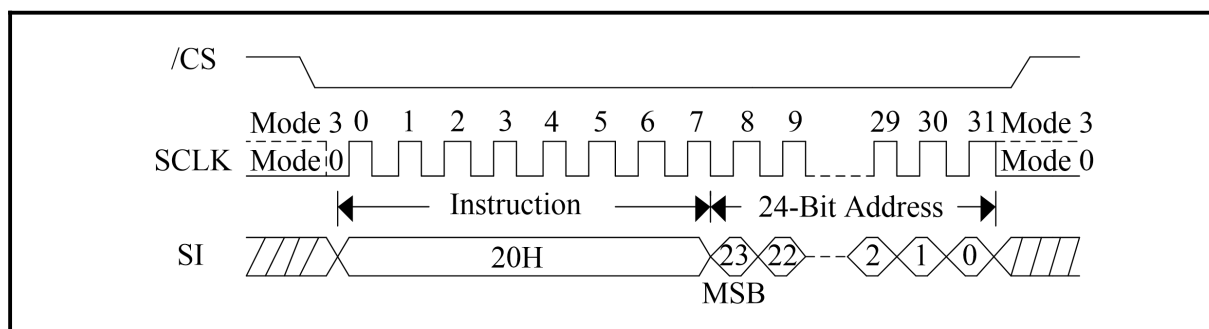 /CS
Mode 3 0 1 2 3 4 5 6 7 8 9 29 30 31 Mode 3
SCLK Mode 0 Mode 0
Instruction 24-Bit Address
SI 20H 23 22 2 1 0
MSB